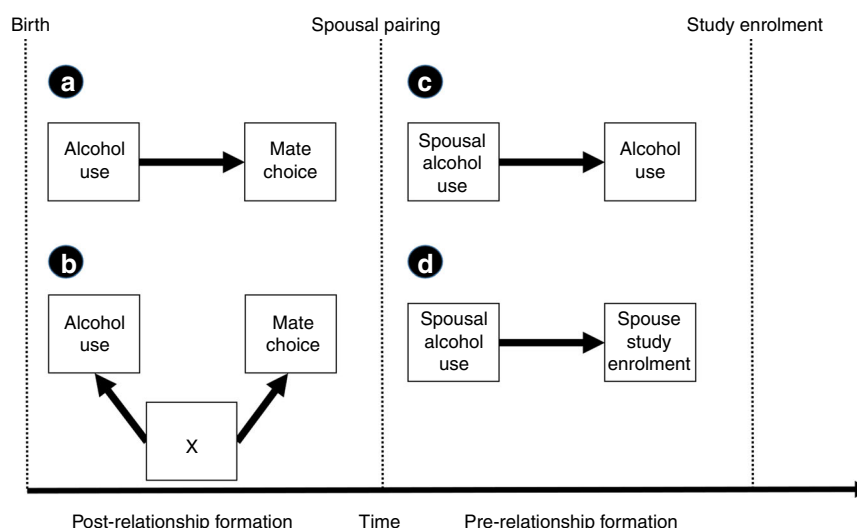 Birth
Spousal pairing
Study enrolment
a
c
Alcohol
use
Mate
choice
Spousal
alcohol
use
Alcohol
use
b
d
Alcohol
use
Mate
choice
Spousal
alcohol
use
Spouse
study
enrolment
X
Post-relationship formation
Time
Pre-relationship formation